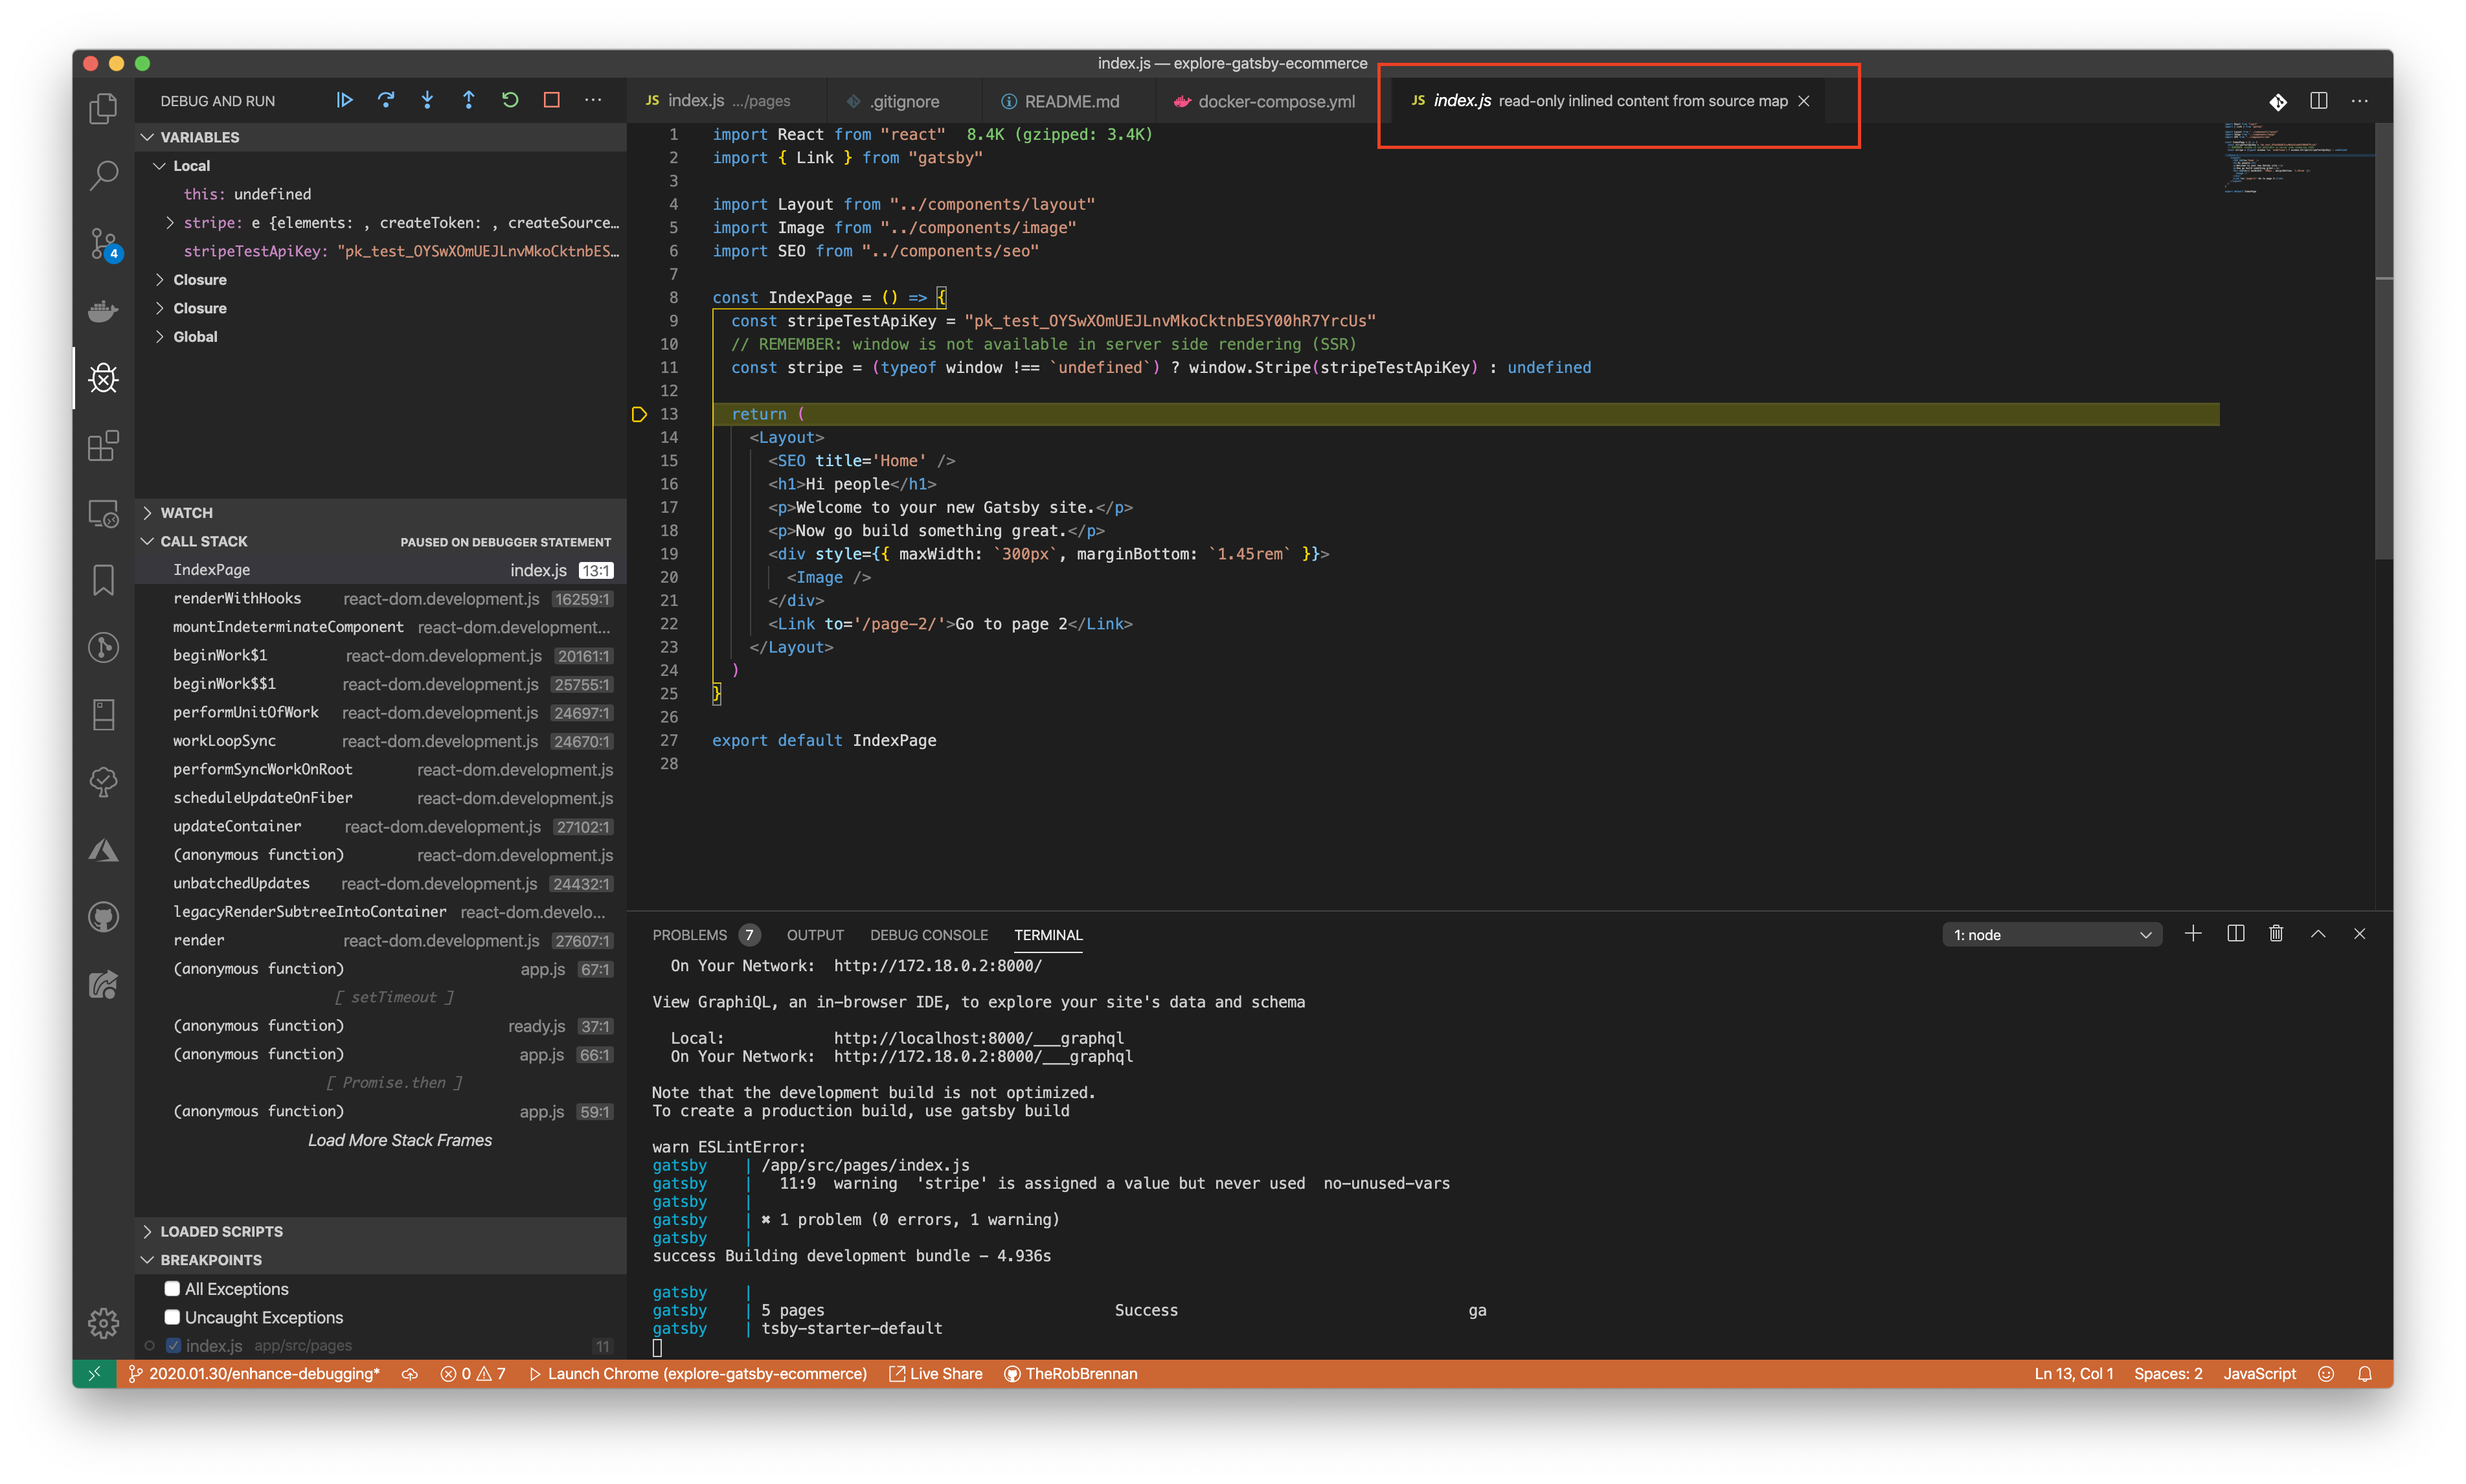 index.js — explore-gatsby-ecommerce
DEBUG AND RUN
JS index.js .../pages
.gitignore
README.md
docker-compose.yml
JS index.js read-only inlined content from source map
VARIABLES
Local
this: undefined
stripe: e {elements: , createToken: , createSource…
stripeTestApiKey: "pk_test_OYSwXOmUEJLnvMkoCktnbES…
Closure
Closure
Global
4
WATCH
CALL STACK PAUSED ON DEBUGGER STATEMENT
IndexPage index.js 13:1
renderWithHooks react-dom.development.js 16259:1
mountIndeterminateComponent react-dom.development...
beginWork$1 react-dom.development.js 20161:1
beginWork$$1 react-dom.development.js 25755:1
performUnitOfWork react-dom.development.js 24697:1
workLoopSync react-dom.development.js 24670:1
performSyncWorkOnRoot react-dom.development.js
scheduleUpdateOnFiber react-dom.development.js
updateContainer react-dom.development.js 27102:1
(anonymous function) react-dom.development.js
unbatchedUpdates react-dom.development.js 24432:1
legacyRenderSubtreeIntoContainer react-dom.develo...
render react-dom.development.js 27607:1
(anonymous function) app.js 67:1
[ setTimeout ]
(anonymous function) ready.js 37:1
(anonymous function) app.js 66:1
[ Promise.then ]
(anonymous function) app.js 59:1
Load More Stack Frames
LOADED SCRIPTS
BREAKPOINTS
All Exceptions
Uncaught Exceptions
index.js app/src/pages 11
1 import React from "react" 8.4K (gzipped: 3.4K)
2 import { Link } from "gatsby"
3
4 import Layout from "../components/layout"
5 import Image from "../components/image"
6 import SEO from "../components/seo"
7
8 const IndexPage = () => {
9 const stripeTestApiKey = "pk_test_OYSwXOmUEJLnvMkoCktnbESY00hR7YrcUs"
10 // REMEMBER: window is not available in server side rendering (SSR)
11 const stripe = (typeof window !== `undefined`) ? window.Stripe(stripeTestApiKey) : undefined
12
13 return (
14 <Layout>
15 <SEO title='Home' />
16 <h1>Hi people</h1>
17 <p>Welcome to your new Gatsby site.</p>
18 <p>Now go build something great.</p>
19 <div style={{ maxWidth: `300px`, marginBottom: `1.45rem` }}>
20 <Image />
21 </div>
22 <Link to='/page-2/'>Go to page 2</Link>
23 </Layout>
24 )
25 }
26
27 export default IndexPage
28
PROBLEMS 7 OUTPUT DEBUG CONSOLE TERMINAL 1: node
On Your Network: http://172.18.0.2:8000/
View GraphiQL, an in-browser IDE, to explore your site's data and schema
Local: http://localhost:8000/___graphql
On Your Network: http://172.18.0.2:8000/___graphql
Note that the development build is not optimized.
To create a production build, use gatsby build
warn ESLintError:
gatsby | /app/src/pages/index.js
gatsby | 11:9 warning 'stripe' is assigned a value but never used no-unused-vars
gatsby |
gatsby | ✖ 1 problem (0 errors, 1 warning)
gatsby |
success Building development bundle - 4.936s
gatsby |
gatsby | 5 pages Success ga
gatsby | tsby-starter-default
2020.01.30/enhance-debugging* 0 7 Launch Chrome (explore-gatsby-ecommerce) Live Share TheRobBrennan Ln 13, Col 1 Spaces: 2 JavaScript